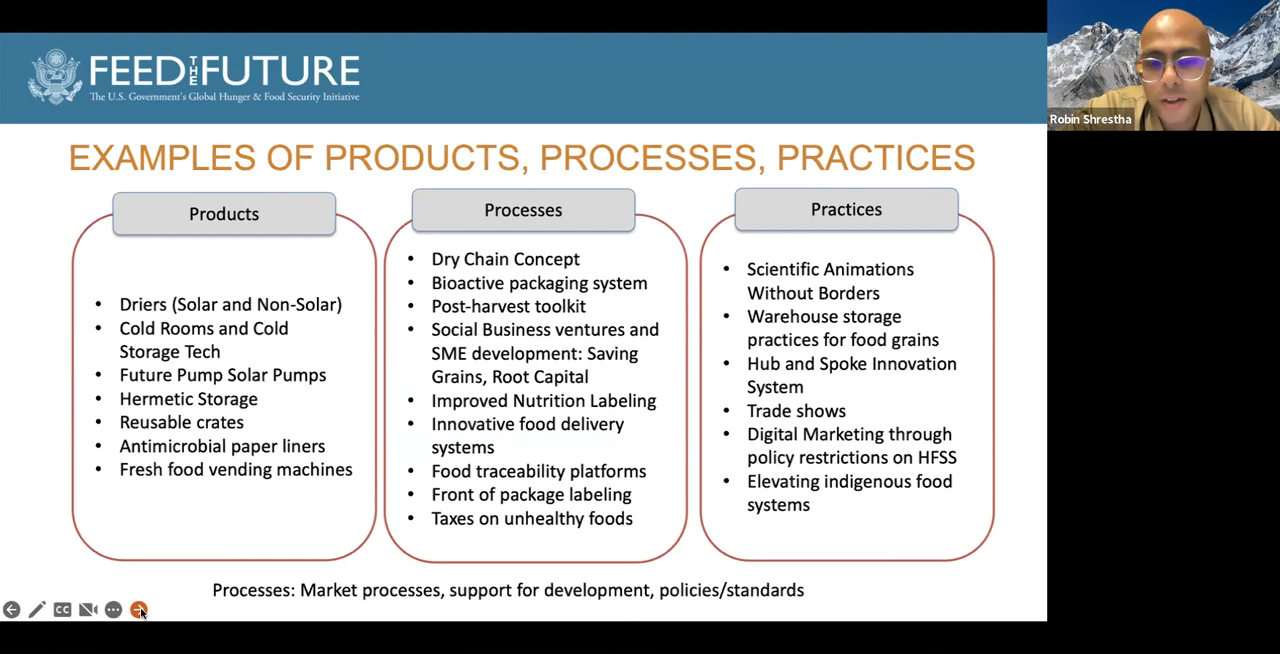 FEED THE FUTURE
The U.S. Government's Global Hunger & Food Security Initiative
Robin Shrestha
EXAMPLES OF PRODUCTS, PROCESSES, PRACTICES
Products
• Driers (Solar and Non-Solar)
• Cold Rooms and Cold
Storage Tech
• Future Pump Solar Pumps
• Hermetic Storage
• Reusable crates
• Antimicrobial paper liners
• Fresh food vending machines
Processes
• Dry Chain Concept
• Bioactive packaging system
• Post-harvest toolkit
• Social Business ventures and
SME development: Saving
Grains, Root Capital
• Improved Nutrition Labeling
• Innovative food delivery
systems
• Food traceability platforms
• Front of package labeling
• Taxes on unhealthy foods
Practices
• Scientific Animations
Without Borders
• Warehouse storage
practices for food grains
• Hub and Spoke Innovation
System
• Trade shows
• Digital Marketing through
policy restrictions on HFSS
• Elevating indigenous food
systems
Processes: Market processes, support for development, policies/standards
CC